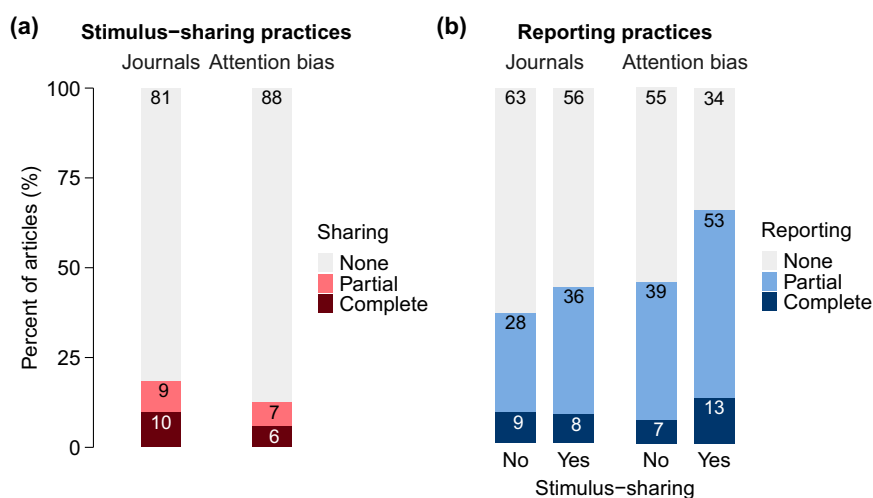 (a) Stimulus−sharing practices
Journals Attention bias
Percent of articles (%)
100
75
50
25
0
81 88
9 7
10 6
Sharing
None
Partial
Complete
(b) Reporting practices
Journals Attention bias
63 56 55 34
28 36 39 53
9 8 7 13
No Yes No Yes
Stimulus−sharing
Reporting
None
Partial
Complete